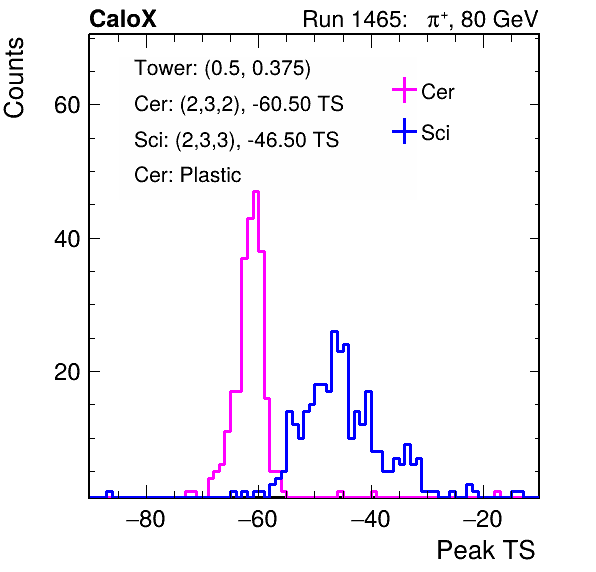 CaloX Run 1465: π⁺, 80 GeV
Counts
Tower: (0.5, 0.375)
Cer: (2,3,2), -60.50 TS
Sci: (2,3,3), -46.50 TS
Cer: Plastic
Cer
Sci
60
40
20
−80 −60 −40 −20
Peak TS